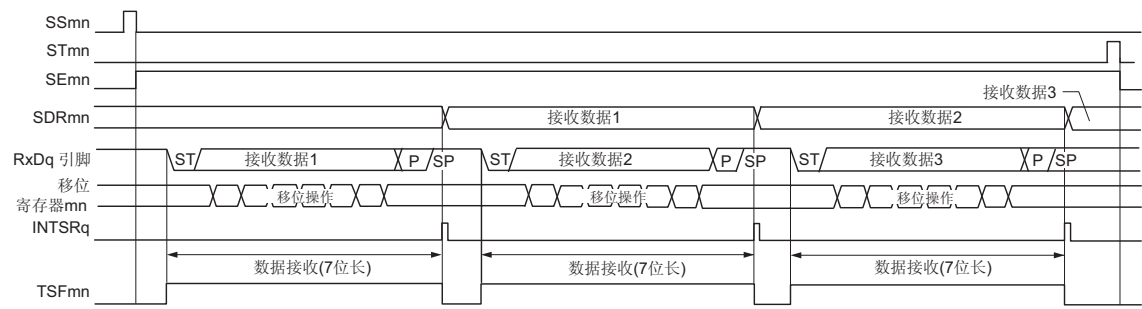 SSmn
STmn
SEmn
接收数据3
SDRmn 接收数据1 接收数据2
RxDq 引脚 ST 接收数据1 P SP ST 接收数据2 P SP ST 接收数据3 P SP
移位
寄存器mn 移位操作 移位操作 移位操作
INTSRq
数据接收(7位长) 数据接收(7位长) 数据接收(7位长)
TSFmn